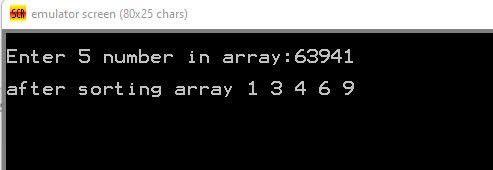 emulator screen (80x25 chars)
Enter 5 number in array:63941
after sorting array 1 3 4 6 9